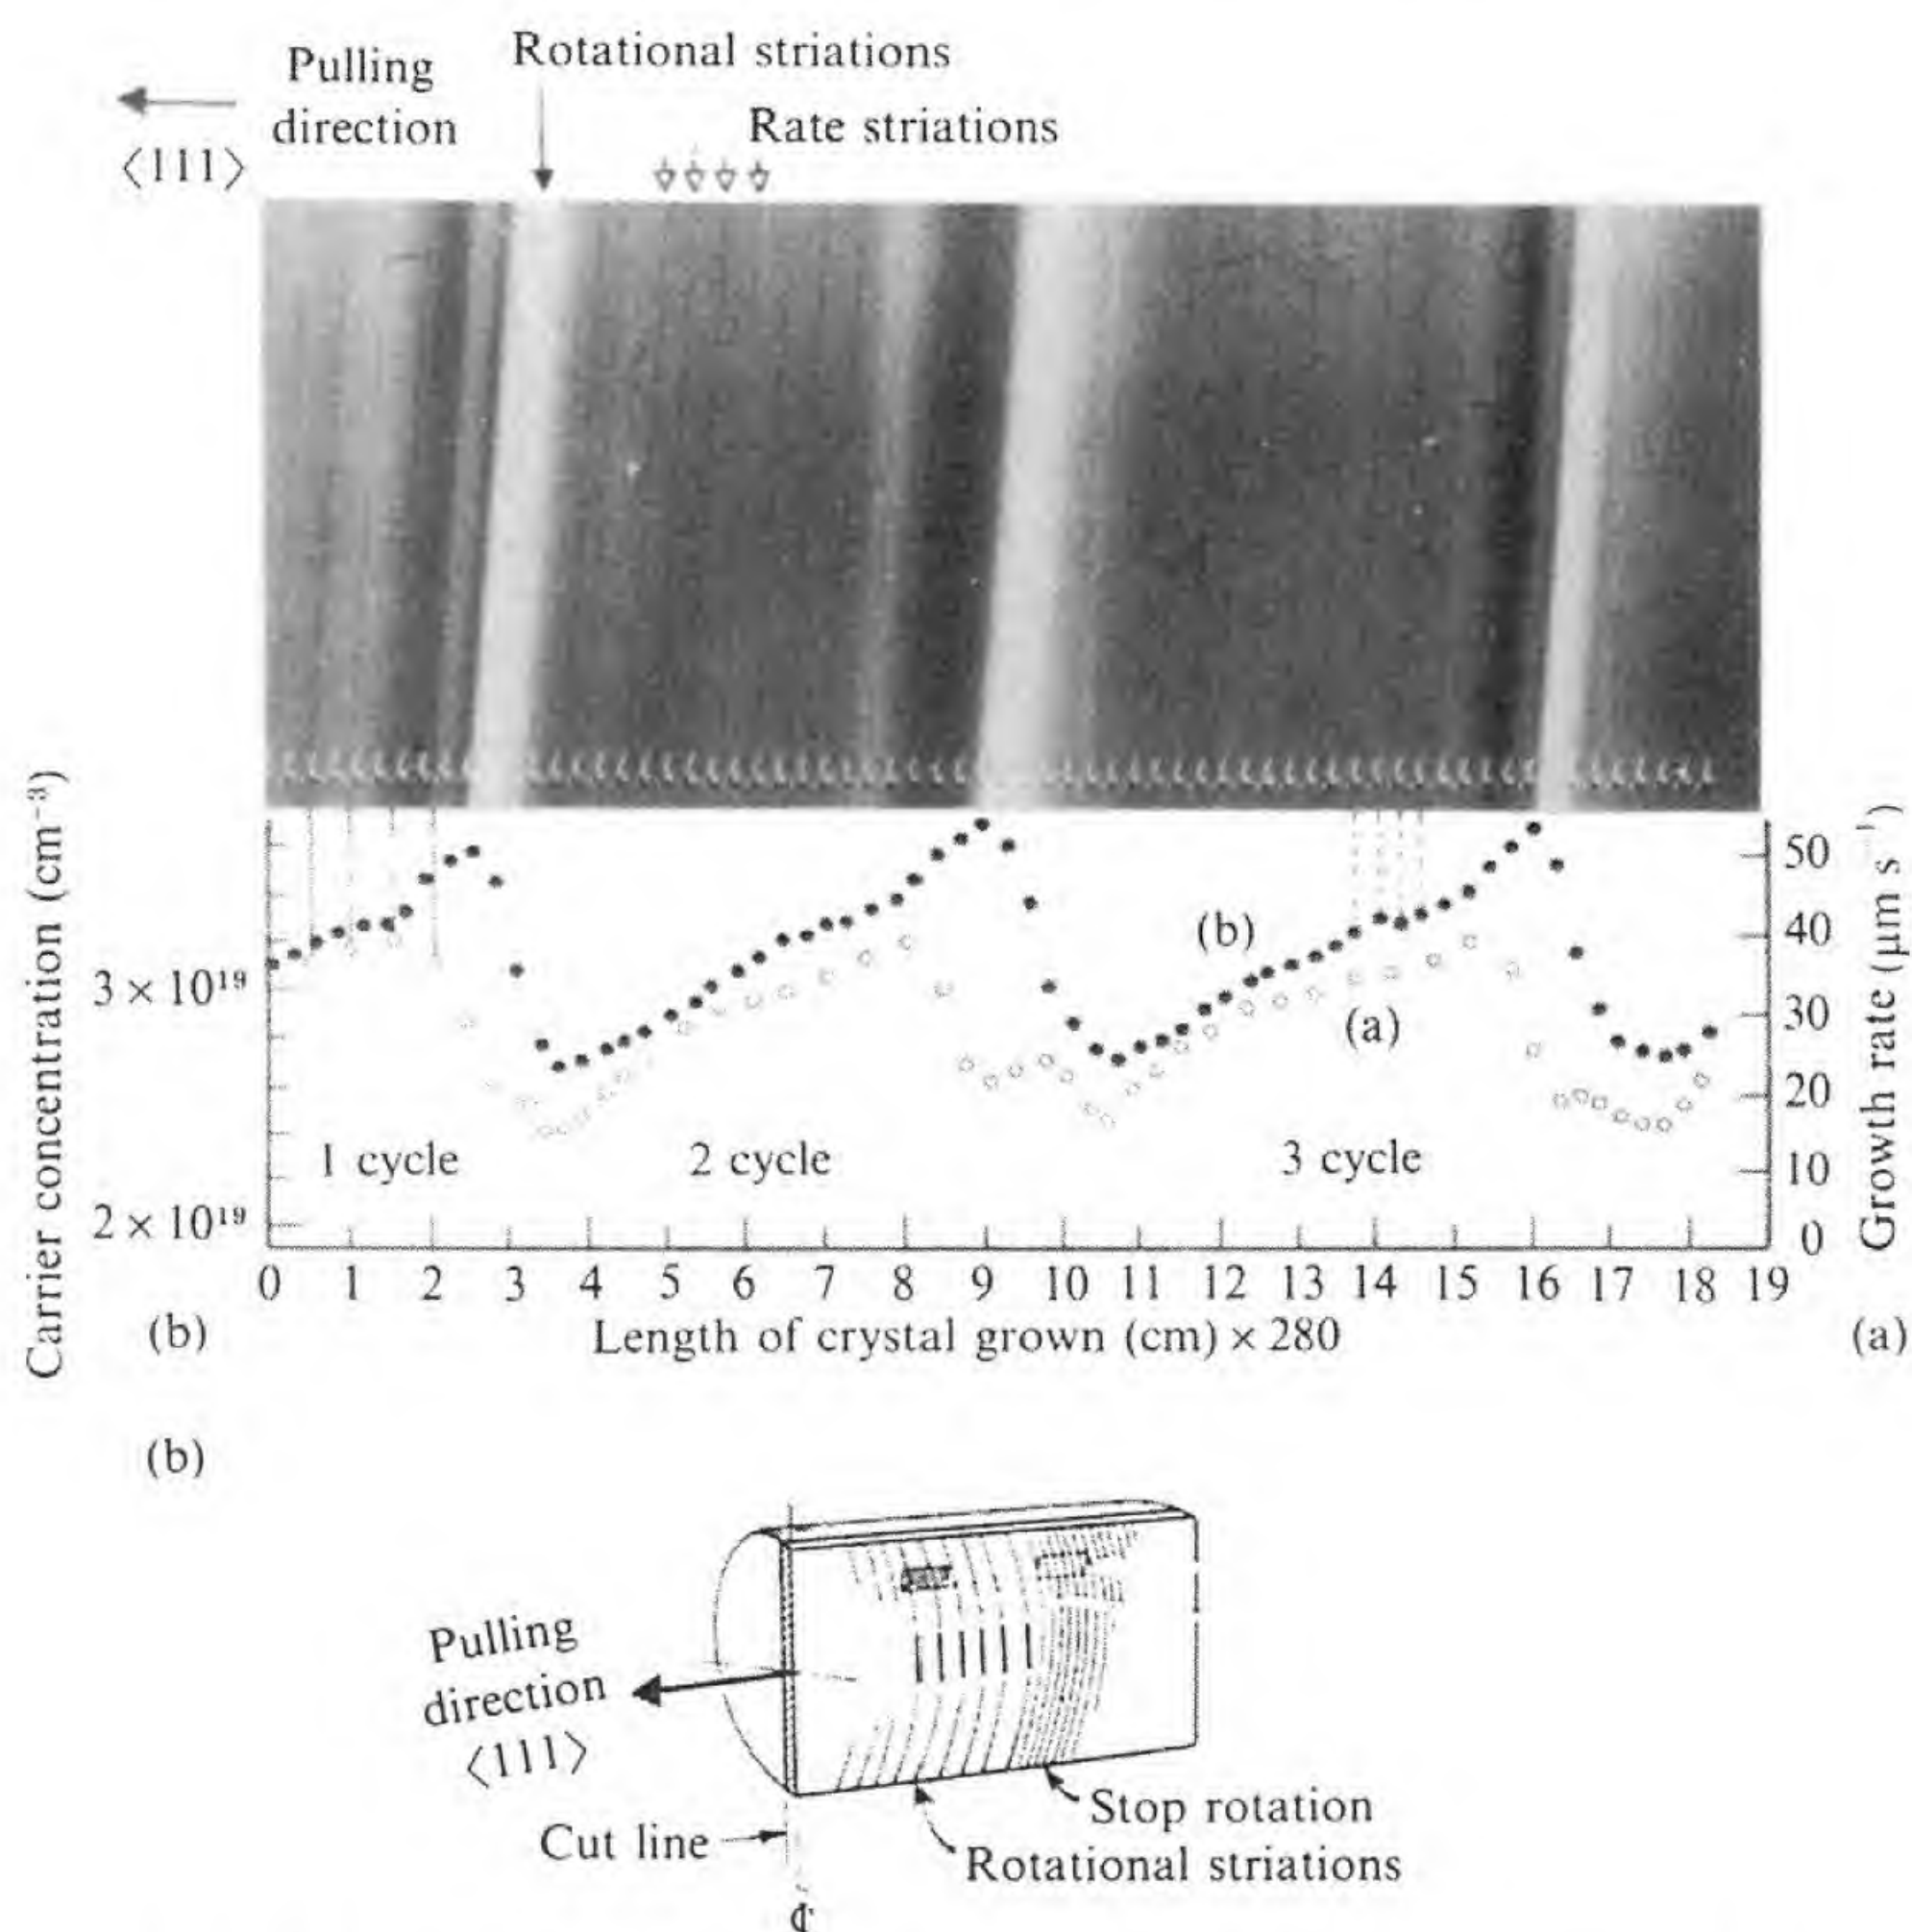 Pulling
direction
⟨111⟩
Rotational striations
Rate striations
Carrier concentration (cm⁻³)
3 × 10¹⁹
2 × 10¹⁹
50
40
30
20
10
0
Growth rate (μm s⁻¹)
(b)
(a)
1 cycle
2 cycle
3 cycle
0 1 2 3 4 5 6 7 8 9 10 11 12 13 14 15 16 17 18 19
(b)
Length of crystal grown (cm) × 280
(a)
(b)
Pulling
direction
⟨111⟩
Cut line
Stop rotation
Rotational striations
℄